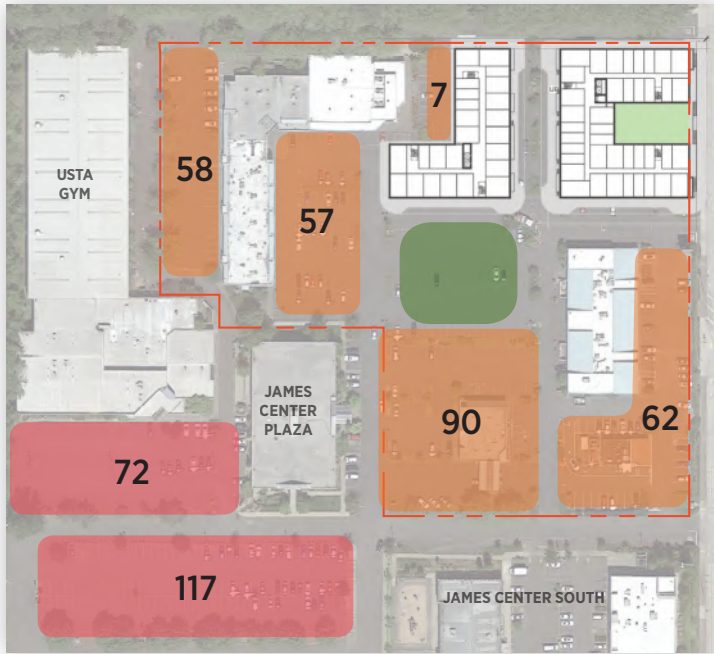 7
58
USTA
GYM
57
JAMES
CENTER
PLAZA
90
62
72
117
JAMES CENTER SOUTH